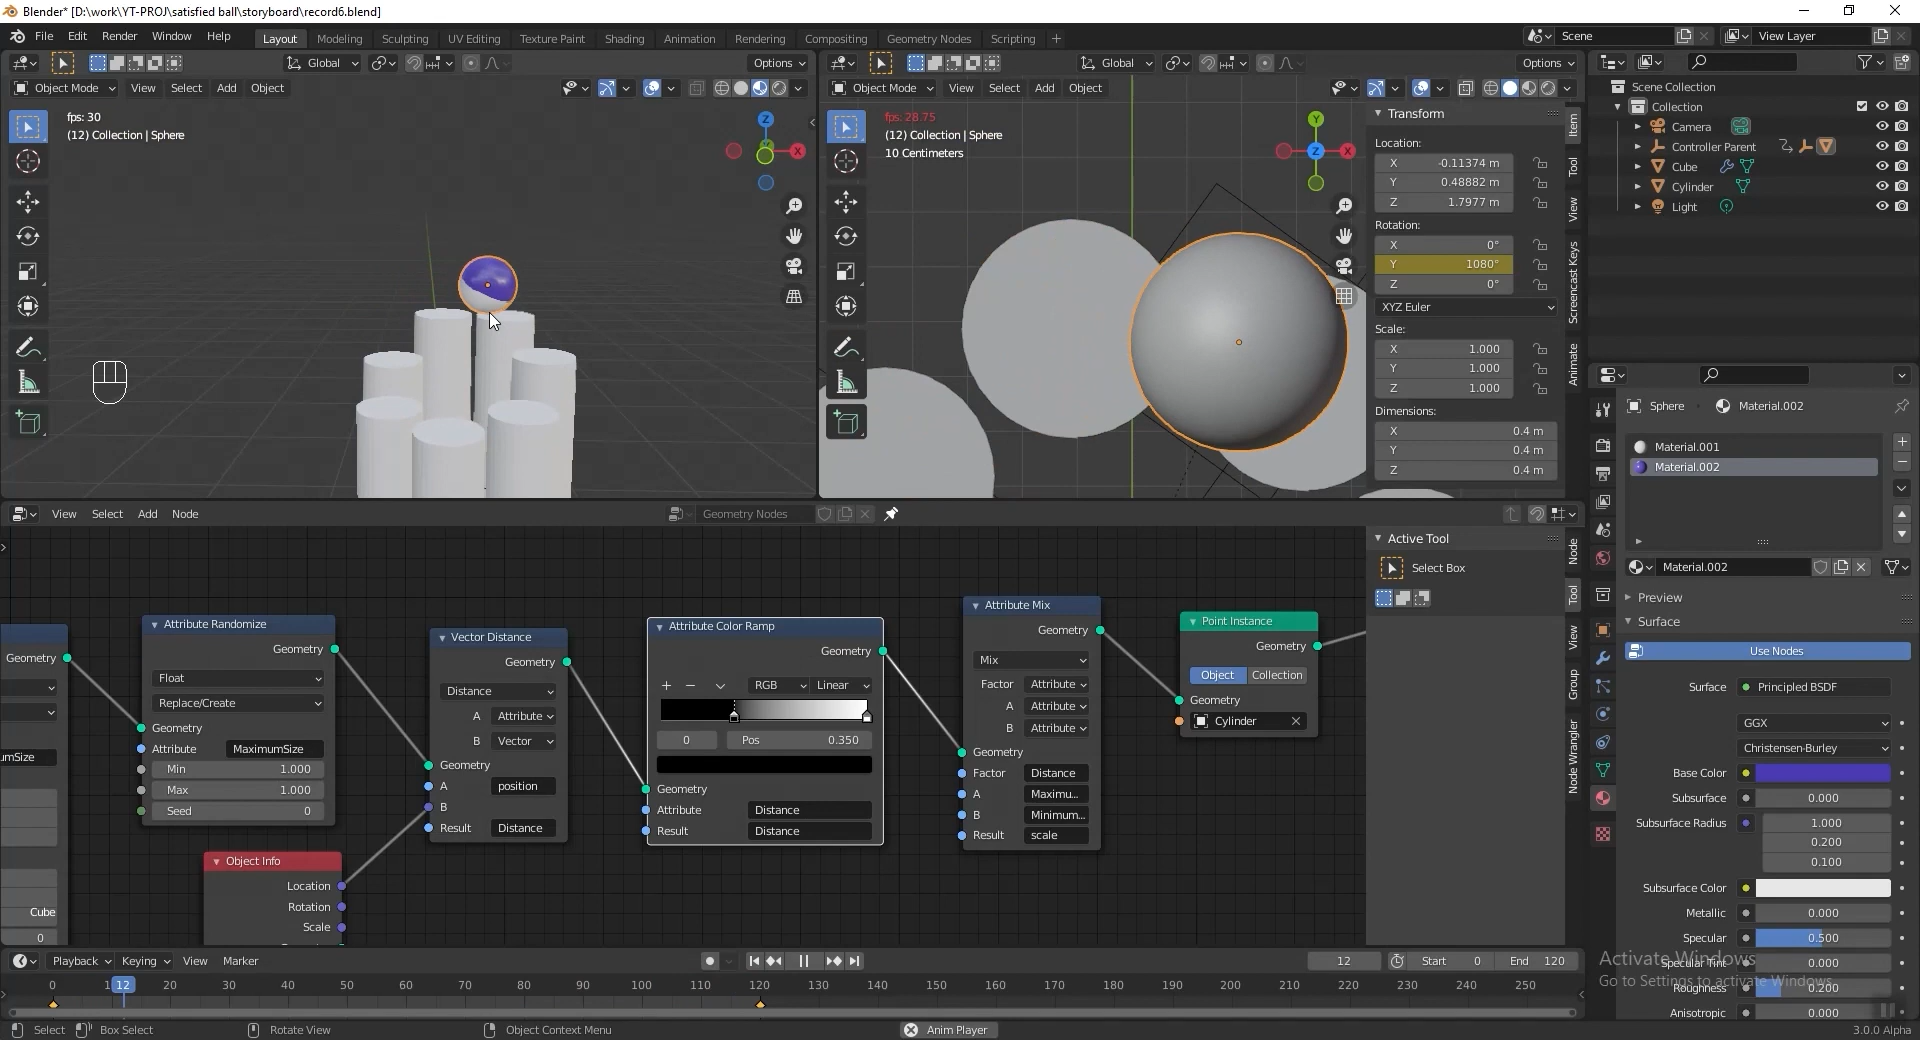 Blender* [D:\work\YT-PROJ\satisfied ball\storyboard\record6.blend]
File Edit Render Window Help Layout Modeling Sculpting UV Editing Texture Paint Shading Animation Rendering Compositing Geometry Nodes Scripting + Scene View Layer
Global Options Global Options
Object Mode View Select Add Object Object Mode View Select Add Object
Scene Collection
Collection
Camera
Controller Parent
Cube
Cylinder
Light
fps: 30
(12) Collection | Sphere
Z
X
fps: 28.75
(12) Collection | Sphere
10 Centimeters
Y
Z
X
Transform
Location:
X -0.11374 m
Y 0.48882 m
Z 1.7977 m
Rotation:
X 0°
Y 1080°
Z 0°
XYZ Euler
Scale:
X 1.000
Y 1.000
Z 1.000
Dimensions:
X 0.4 m
Y 0.4 m
Z 0.4 m
Item
Tool
View
Screencast Keys
Animate
Sphere Material.002
Material.001
Material.002
Material.002
Preview
Surface
Use Nodes
Surface Principled BSDF
GGX
Christensen-Burley
Base Color
Subsurface 0.000
Subsurface Radius 1.000
0.200
0.100
Subsurface Color
Metallic 0.000
Specular 0.500
Specular Tint 0.000
Roughness 0.200
Anisotropic 0.000
Activate Windows
Go to Settings to activate Windows.
View Select Add Node Geometry Nodes
Active Tool
Select Box
Node
Tool
View
Group
Node Wrangler
Geometry
umSize
Cube
0
Attribute Randomize
Geometry
Float
Replace/Create
Geometry
Attribute MaximumSize
Min 1.000
Max 1.000
Seed 0
Object Info
Location
Rotation
Scale
Vector Distance
Geometry
Distance
A Attribute
B Vector
Geometry
A position
B
Result Distance
Attribute Color Ramp
Geometry
RGB Linear
0 Pos 0.350
Geometry
Attribute Distance
Result Distance
Attribute Mix
Geometry
Mix
Factor Attribute
A Attribute
B Attribute
Geometry
Factor Distance
A Maximu...
B Minimum...
Result scale
Point Instance
Geometry
Object Collection
Geometry
Cylinder
Playback Keying View Marker 12 Start 0 End 120
0 1 12 20 30 40 50 60 70 80 90 100 110 120 130 140 150 160 170 180 190 200 210 220 230 240 250
Select Box Select Rotate View Object Context Menu Anim Player 3.0.0 Alpha